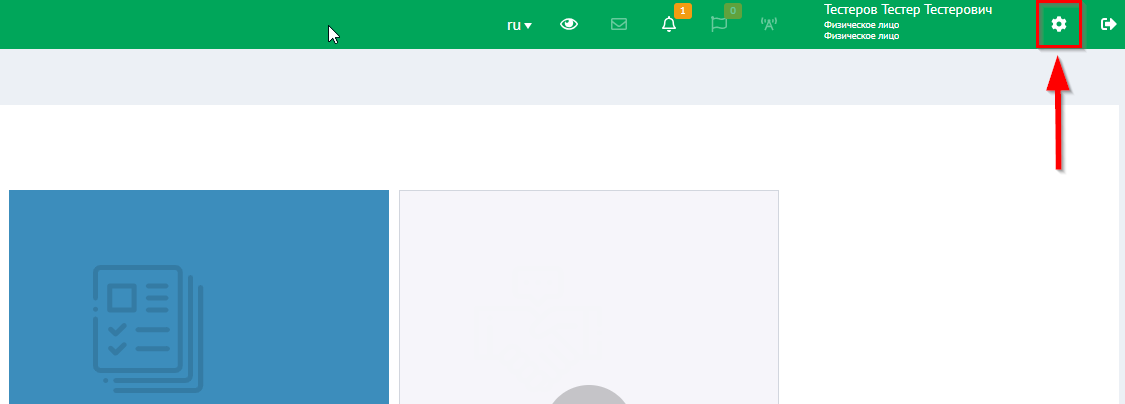 ru
1
0
Тестеров Тестер Тестерович
Физическое лицо
Физическое лицо